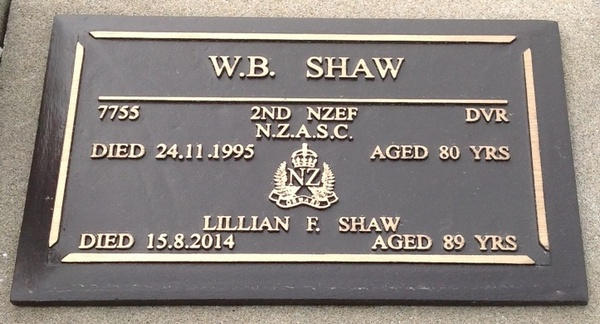 W.B. SHAW
7755 2ND NZEF DVR
N.Z.A.S.C.
DIED 24.11.1995 AGED 80 YRS
NZ
ONWARD
LILLIAN F. SHAW
DIED 15.8.2014 AGED 89 YRS